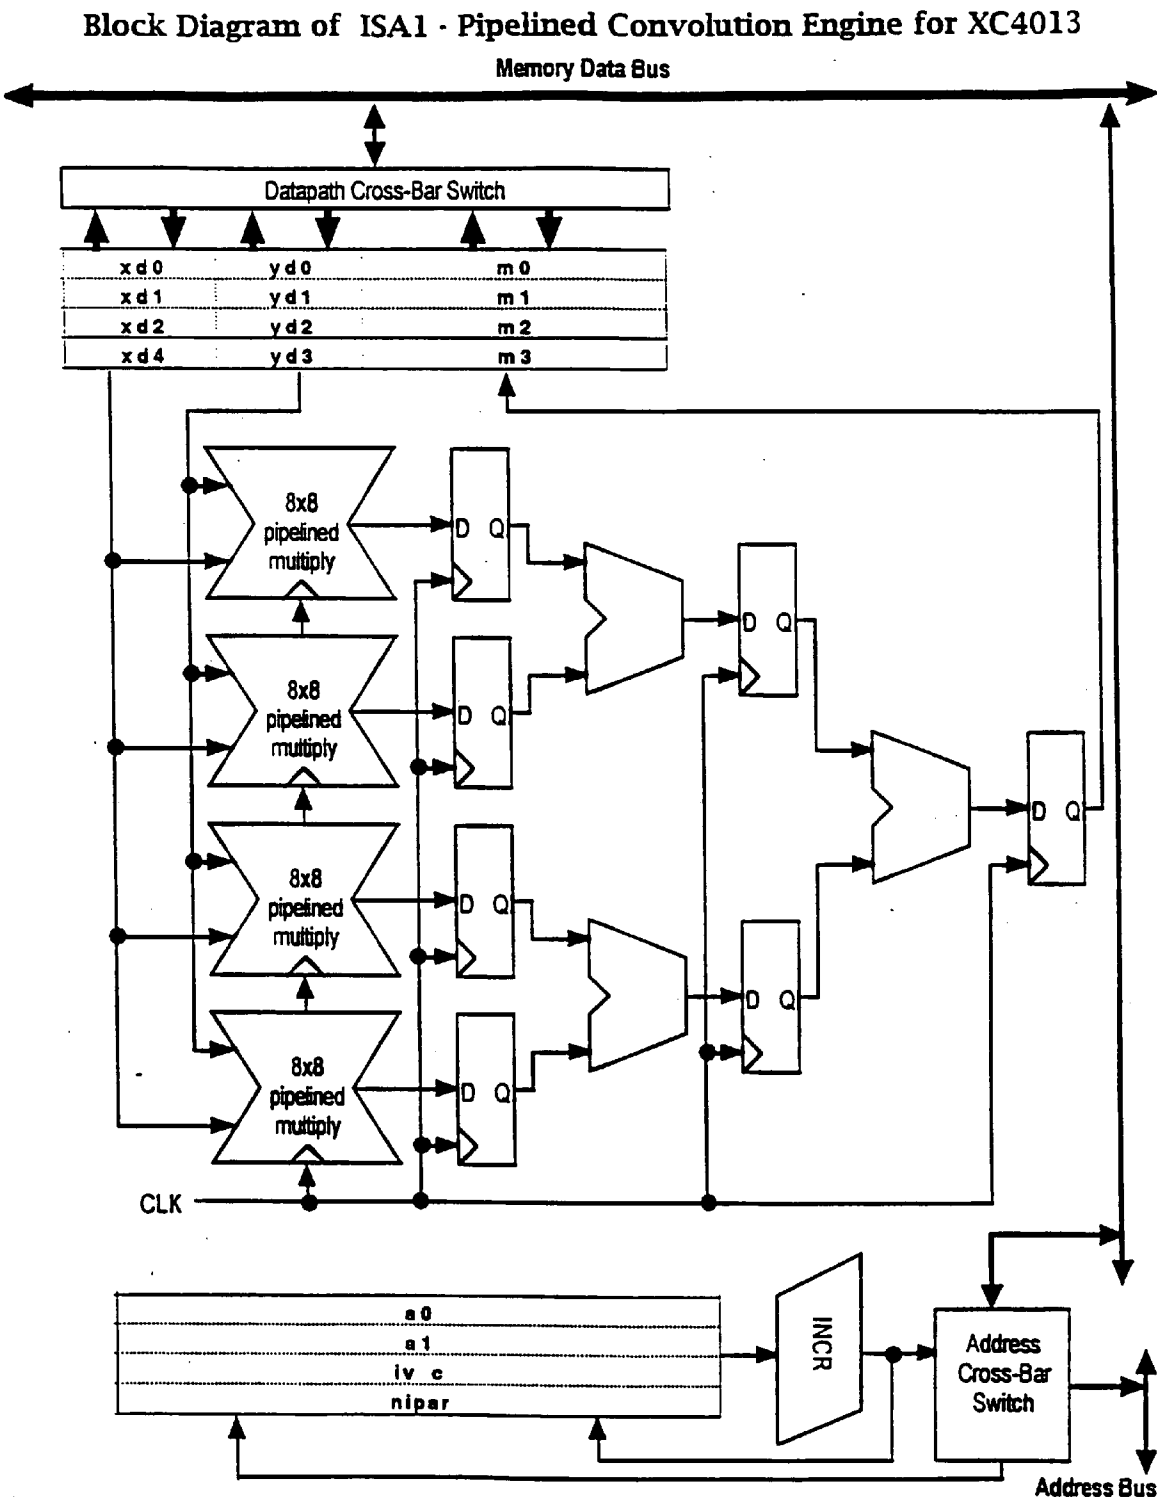 Block Diagram of ISA1 - Pipelined Convolution Engine for XC4013
Memory Data Bus
Datapath Cross-Bar Switch
xd0 yd0 m0
xd1 yd1 m1
xd2 yd2 m2
xd4 yd3 m3
8x8
pipelined
multiply
D Q
D Q
8x8
pipelined
multiply
D Q
D Q
8x8
pipelined
multiply
D Q
D Q
8x8
pipelined
multiply
D Q
CLK
a0
a1
iv c
nipar
INCR
Address
Cross-Bar
Switch
Address Bus